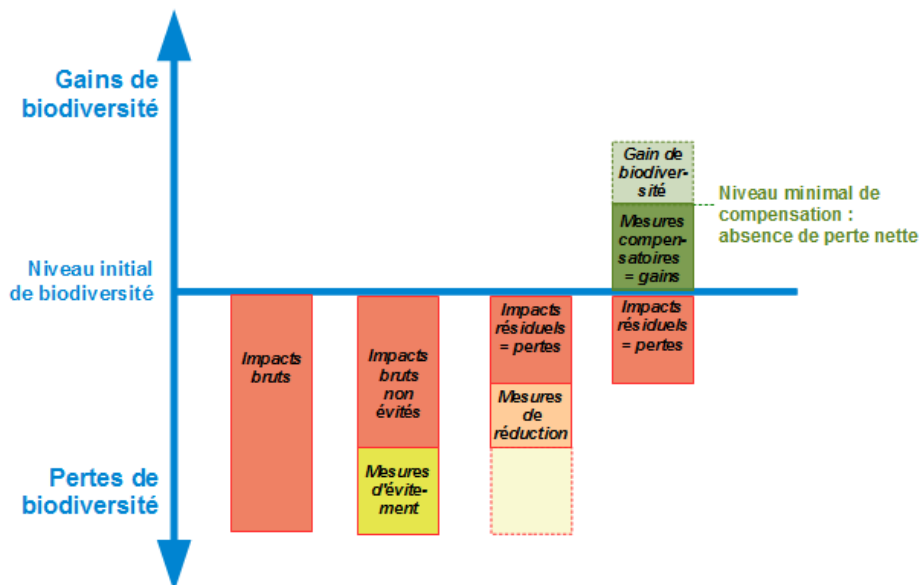 Gains de
biodiversité
Gain de
biodiver-
sité
Niveau minimal de
compensation :
absence de perte nette
Mesures
compen-
satoires
= gains
Niveau initial
de biodiversité
Impacts
bruts
Impacts
bruts
non
évités
Mesures
d'évite-
ment
Impacts
résiduels
= pertes
Mesures
de
réduction
Impacts
résiduels
= pertes
Pertes de
biodiversité